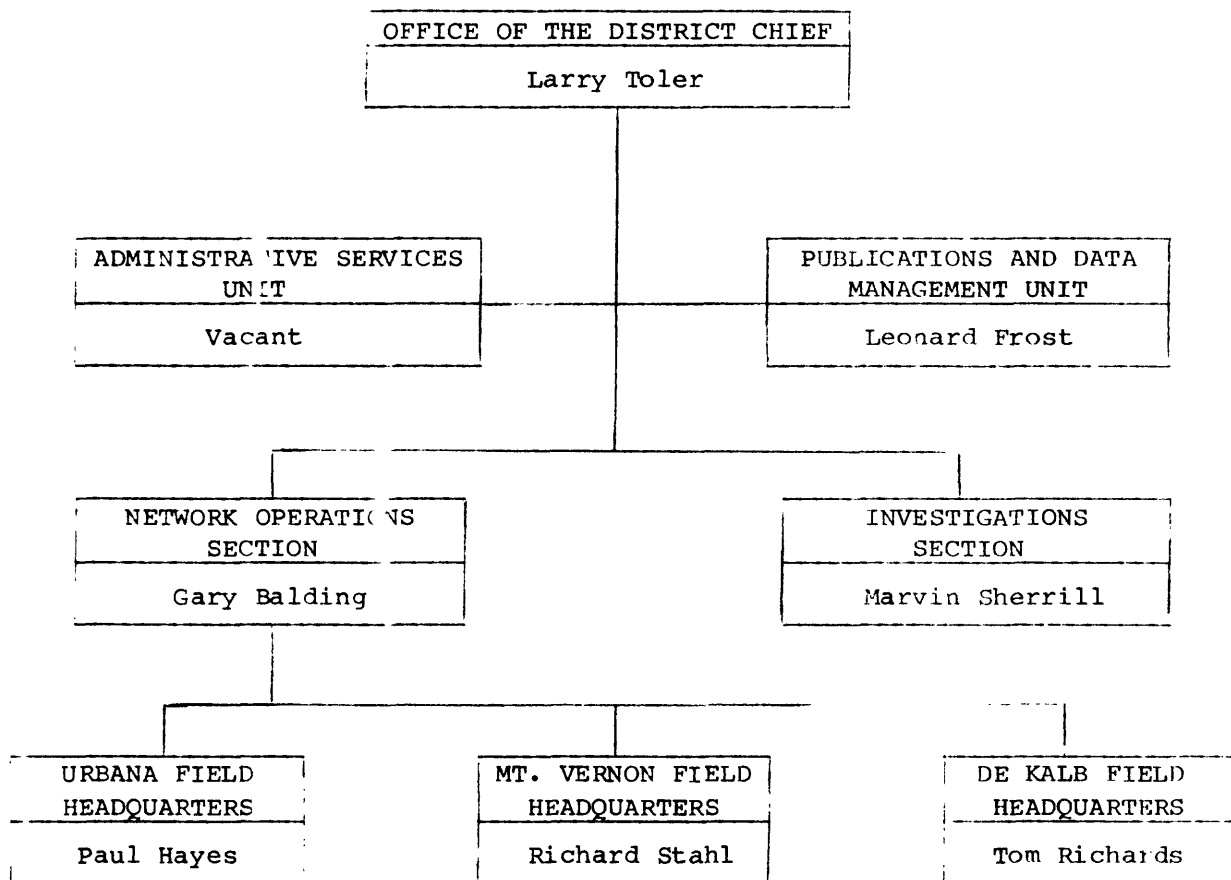 OFFICE OF THE DISTRICT CHIEF
Larry Toler
ADMINISTRATIVE SERVICES
UNIT
Vacant
PUBLICATIONS AND DATA
MANAGEMENT UNIT
Leonard Frost
NETWORK OPERATIONS
SECTION
Gary Balding
INVESTIGATIONS
SECTION
Marvin Sherrill
URBANA FIELD
HEADQUARTERS
Paul Hayes
MT. VERNON FIELD
HEADQUARTERS
Richard Stahl
DE KALB FIELD
HEADQUARTERS
Tom Richards